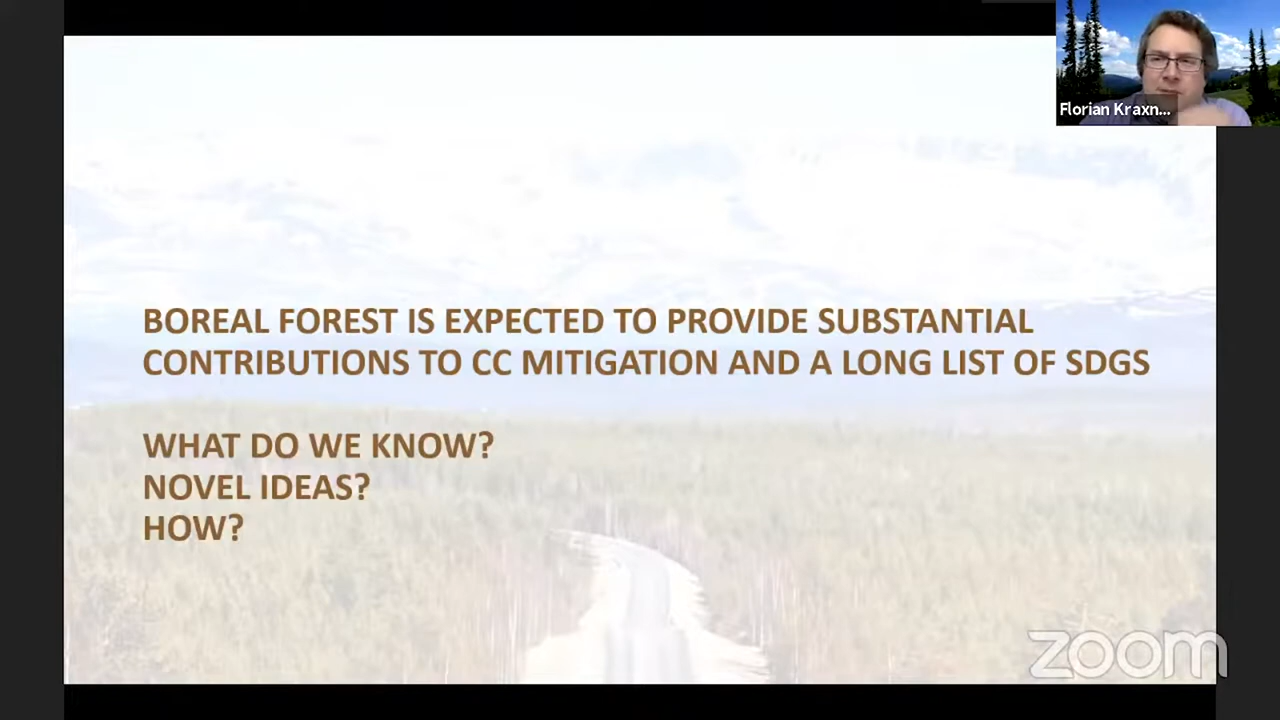 Florian Kraxn...
BOREAL FOREST IS EXPECTED TO PROVIDE SUBSTANTIAL
CONTRIBUTIONS TO CC MITIGATION AND A LONG LIST OF SDGS
WHAT DO WE KNOW?
NOVEL IDEAS?
HOW?
zoom